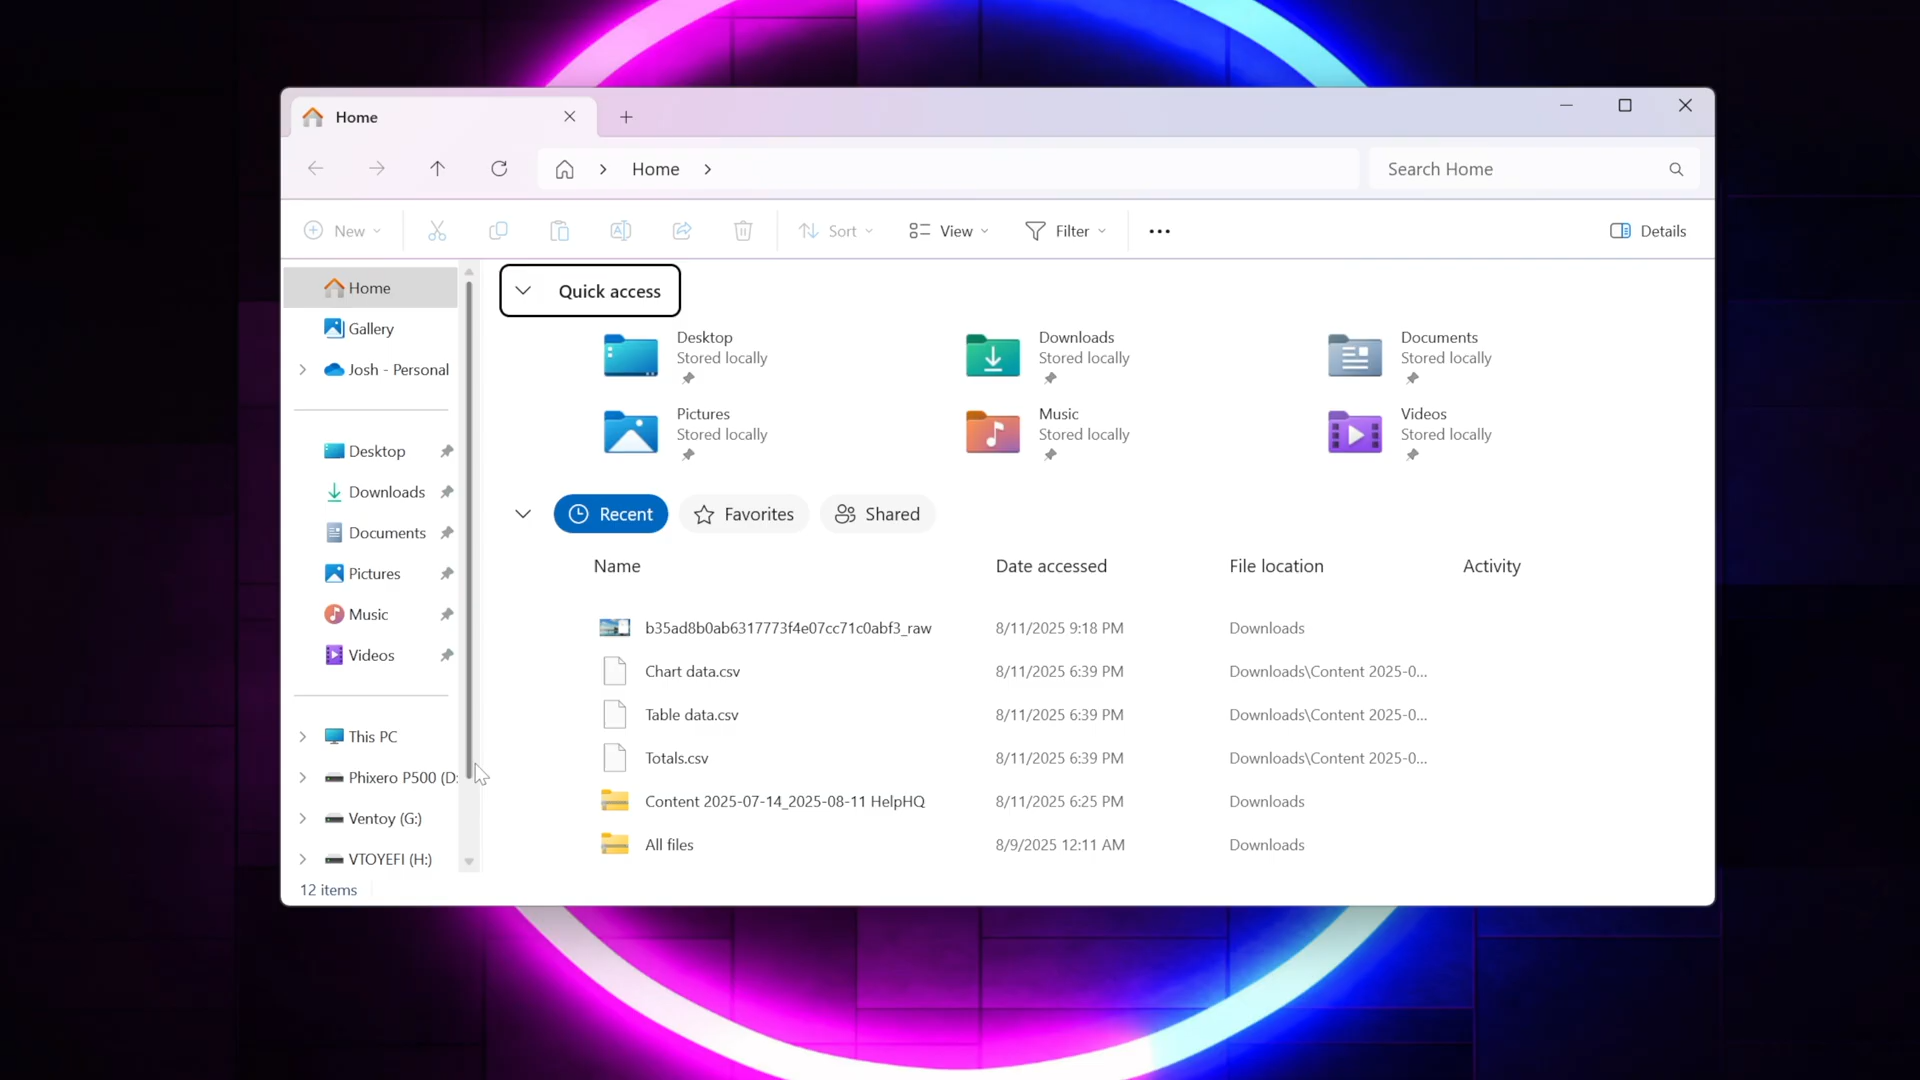 Home
Home
Search Home
New
Sort
View
Filter
Details
Home
Gallery
Josh - Personal
Desktop
Downloads
Documents
Pictures
Music
Videos
This PC
Phixero P500 (D:
Ventoy (G:)
VTOYEFI (H:)
12 items
Quick access
Desktop
Stored locally
Downloads
Stored locally
Documents
Stored locally
Pictures
Stored locally
Music
Stored locally
Videos
Stored locally
Recent
Favorites
Shared
Name Date accessed File location Activity
b35ad8b0ab6317773f4e07cc71c0abf3_raw 8/11/2025 9:18 PM Downloads
Chart data.csv 8/11/2025 6:39 PM Downloads\Content 2025-0...
Table data.csv 8/11/2025 6:39 PM Downloads\Content 2025-0...
Totals.csv 8/11/2025 6:39 PM Downloads\Content 2025-0...
Content 2025-07-14_2025-08-11 HelpHQ 8/11/2025 6:25 PM Downloads
All files 8/9/2025 12:11 AM Downloads